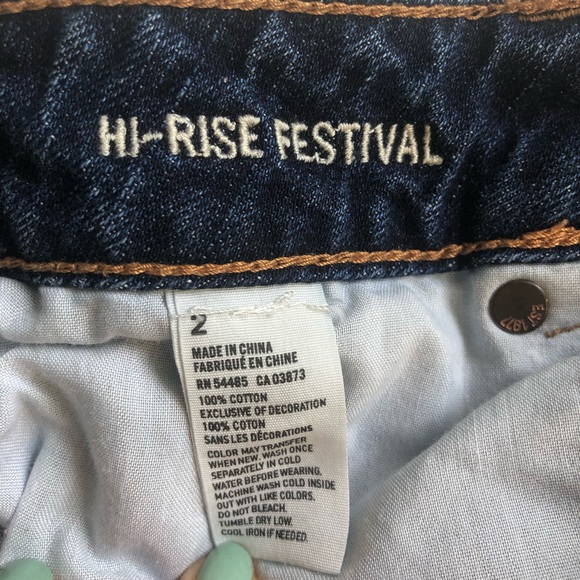 HI-RISE FESTIVAL
2
MADE IN CHINA
FABRIQUÉ EN CHINE
RN 54485 CA 03873
100% COTTON
EXCLUSIVE OF DECORATION
100% COTON
SANS LES DÉCORATIONS
COLOR MAY TRANSFER
WHEN NEW. WASH ONCE
SEPARATELY IN COLD
WATER BEFORE WEARING.
MACHINE WASH COLD INSIDE
OUT WITH LIKE COLORS.
DO NOT BLEACH.
TUMBLE DRY LOW.
COOL IRON IF NEEDED.
EST 1977